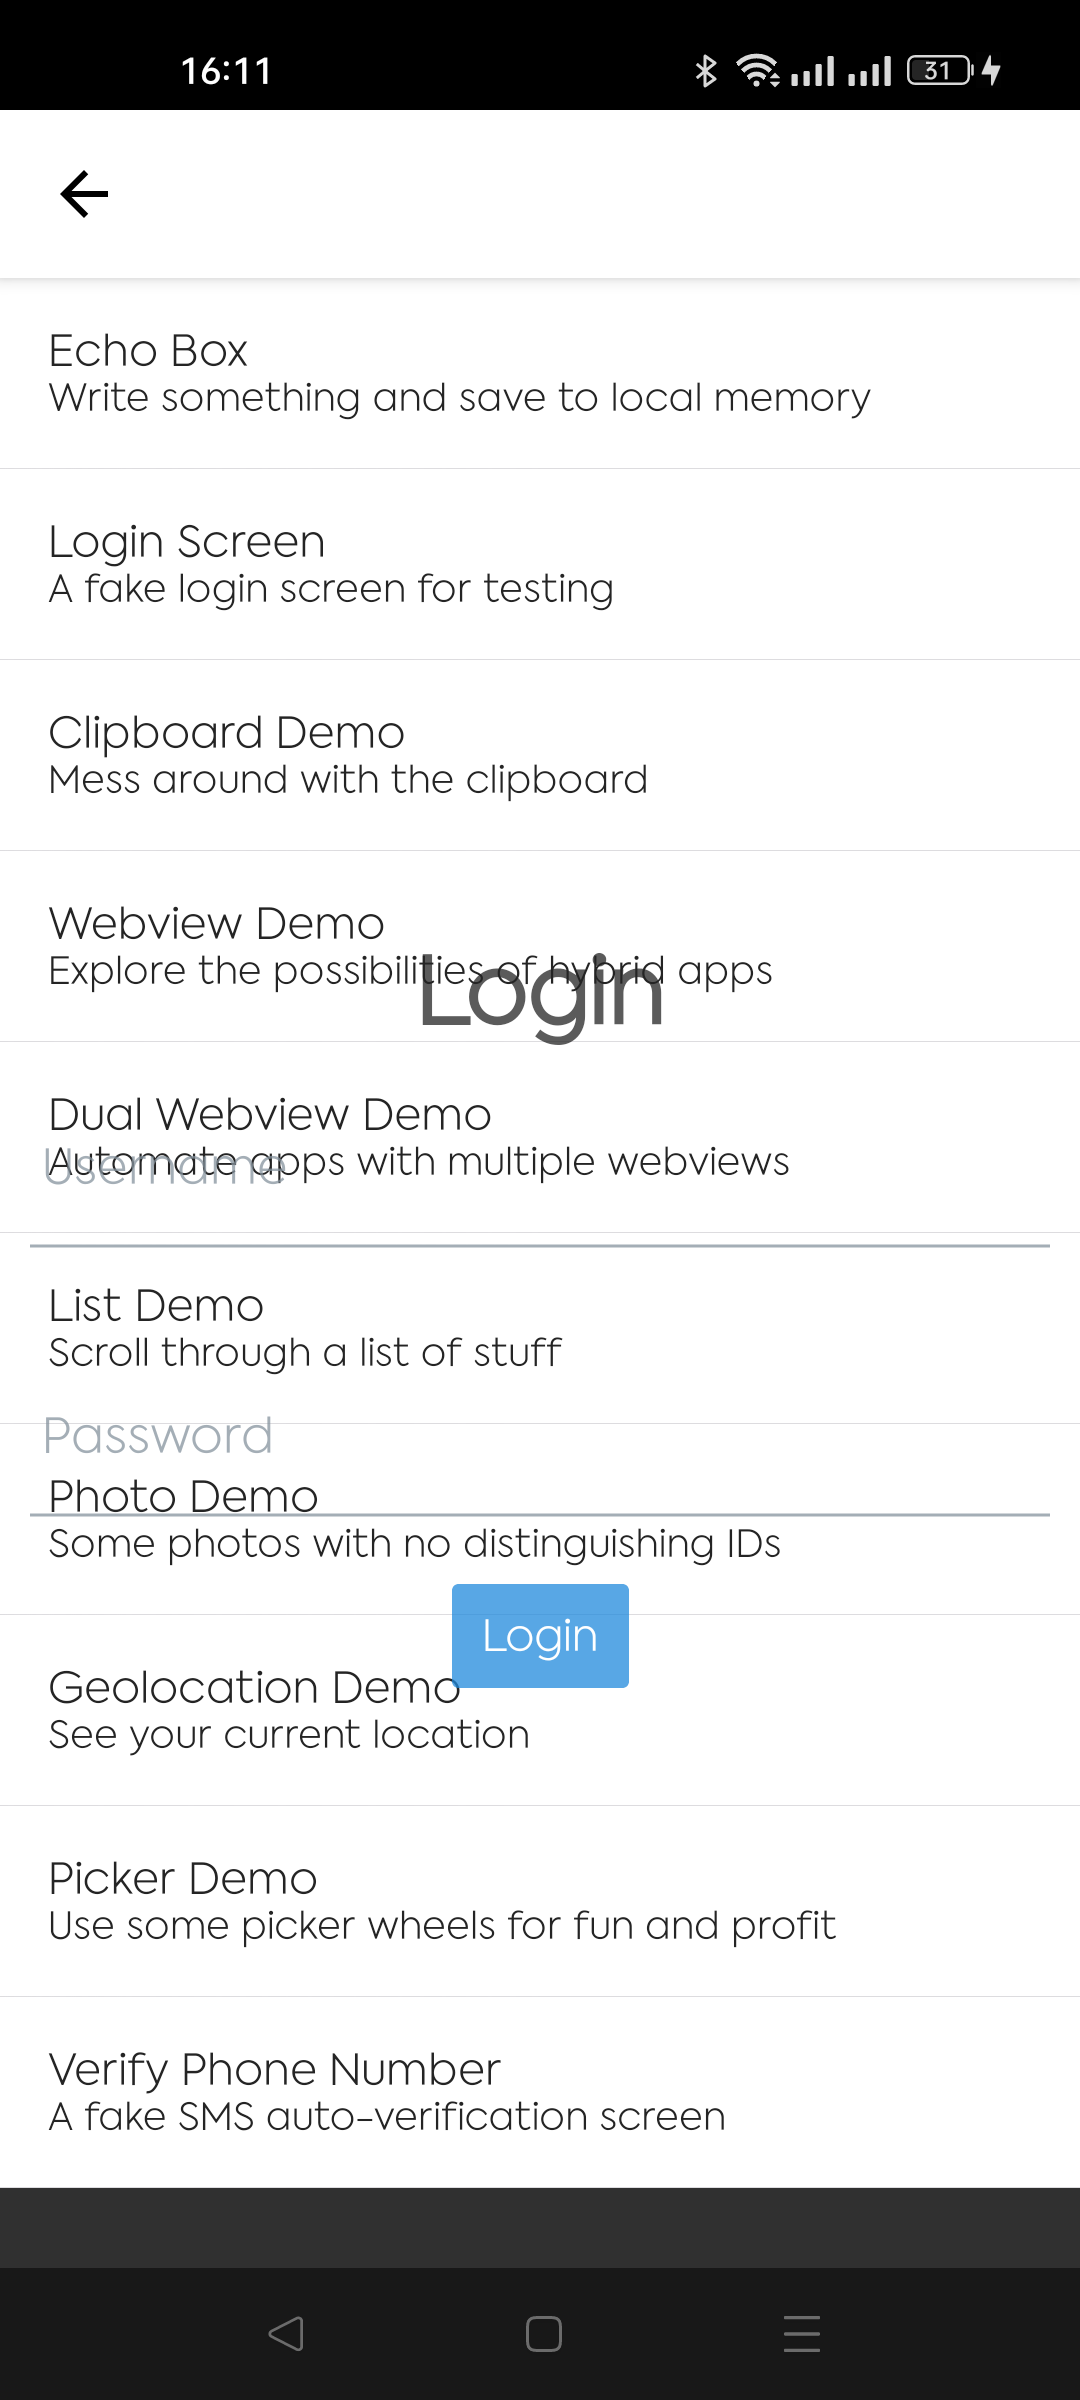 16:11
31
Echo Box
Write something and save to local memory
Login Screen
A fake login screen for testing
Clipboard Demo
Mess around with the clipboard
Webview Demo
Explore the possibilities of hybrid apps
Login
Dual Webview Demo
Automate apps with multiple webviews
Username
List Demo
Scroll through a list of stuff
Password
Photo Demo
Some photos with no distinguishing IDs
Login
Geolocation Demo
See your current location
Picker Demo
Use some picker wheels for fun and profit
Verify Phone Number
A fake SMS auto-verification screen